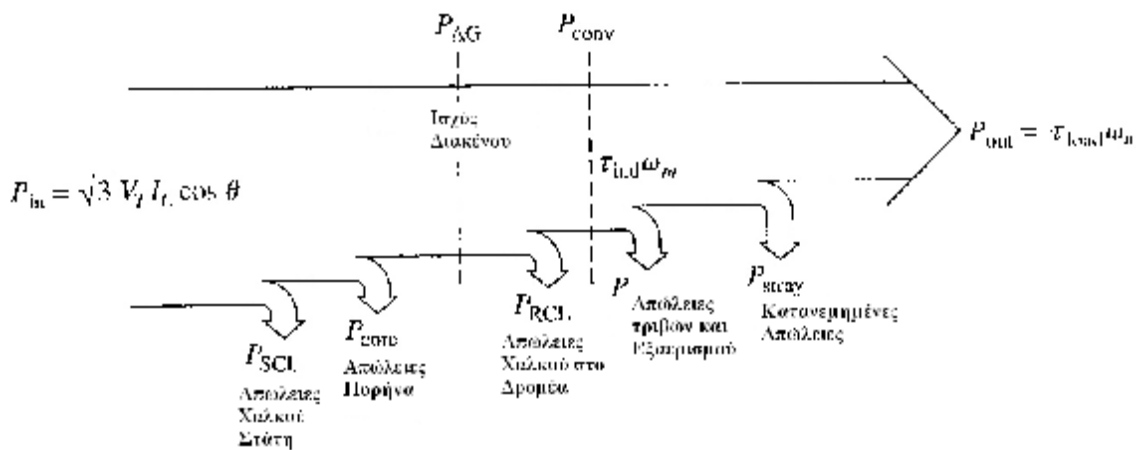 P_AG
P_conv
Ισχύς
Διακένου
τ_ind ω_m
P_out = τ_load ω_m
P_in = √3 V_T I_L cos θ
P_SCL
Απώλειες
Χαλκού
Στάτη
P_core
Απώλειες
Πυρήνα
P_RCL
Απώλειες
Χαλκού στο
Δρομέα
P
Απώλειες
τριβών και
Εξαερισμού
P_stray
Κατανεμημένες
Απώλειες